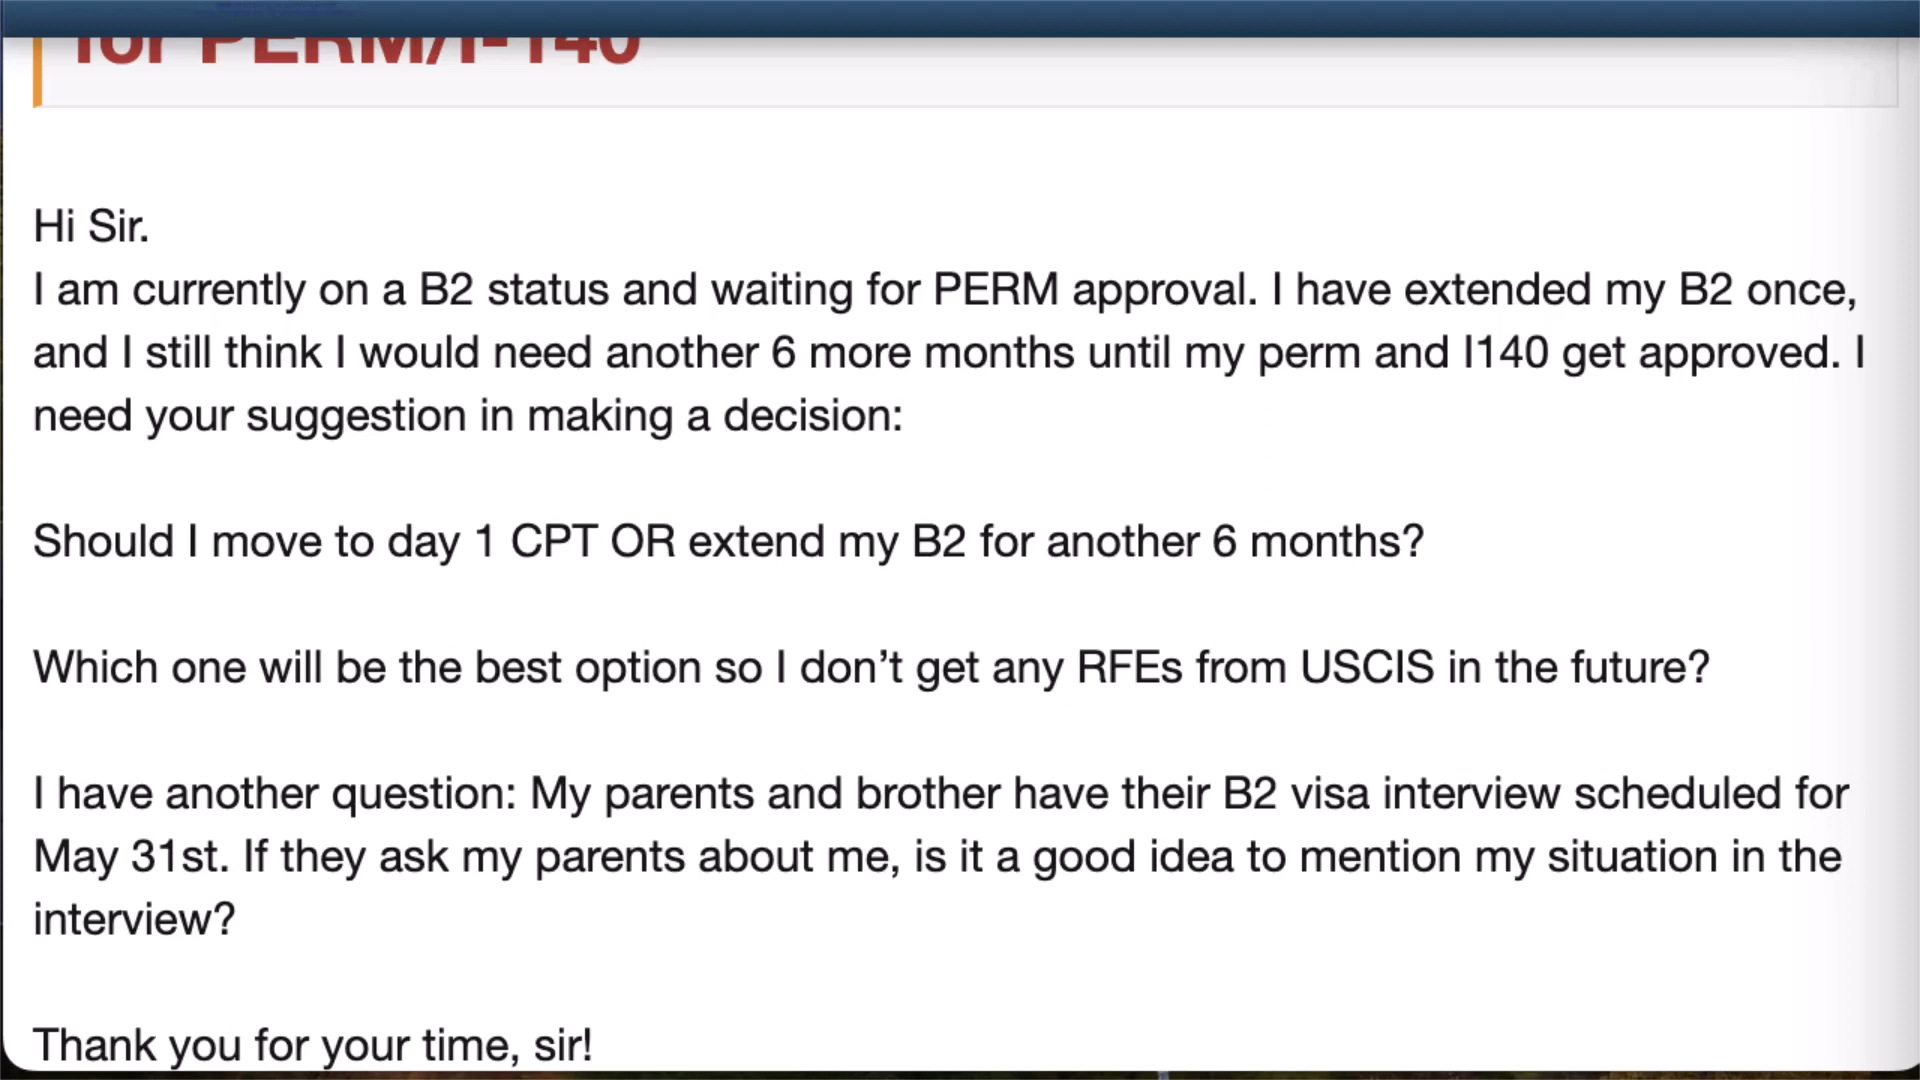 for PERM/I-140
Hi Sir.
I am currently on a B2 status and waiting for PERM approval. I have extended my B2 once,
and I still think I would need another 6 more months until my perm and I140 get approved. I
need your suggestion in making a decision:
Should I move to day 1 CPT OR extend my B2 for another 6 months?
Which one will be the best option so I don’t get any RFEs from USCIS in the future?
I have another question: My parents and brother have their B2 visa interview scheduled for
May 31st. If they ask my parents about me, is it a good idea to mention my situation in the
interview?
Thank you for your time, sir!